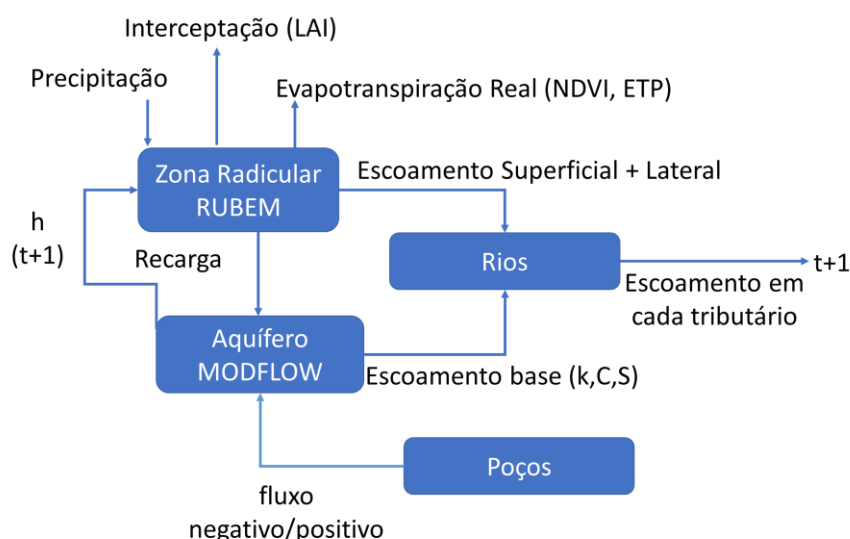 Interceptação (LAI)
Precipitação
Evapotranspiração Real (NDVI, ETP)
Zona Radicular
RUBEM
Escoamento Superficial + Lateral
h
(t+1)
Recarga
Rios
t+1
Escoamento em
cada tributário
Aquífero
MODFLOW
Escoamento base (k,C,S)
Poços
fluxo
negativo/positivo